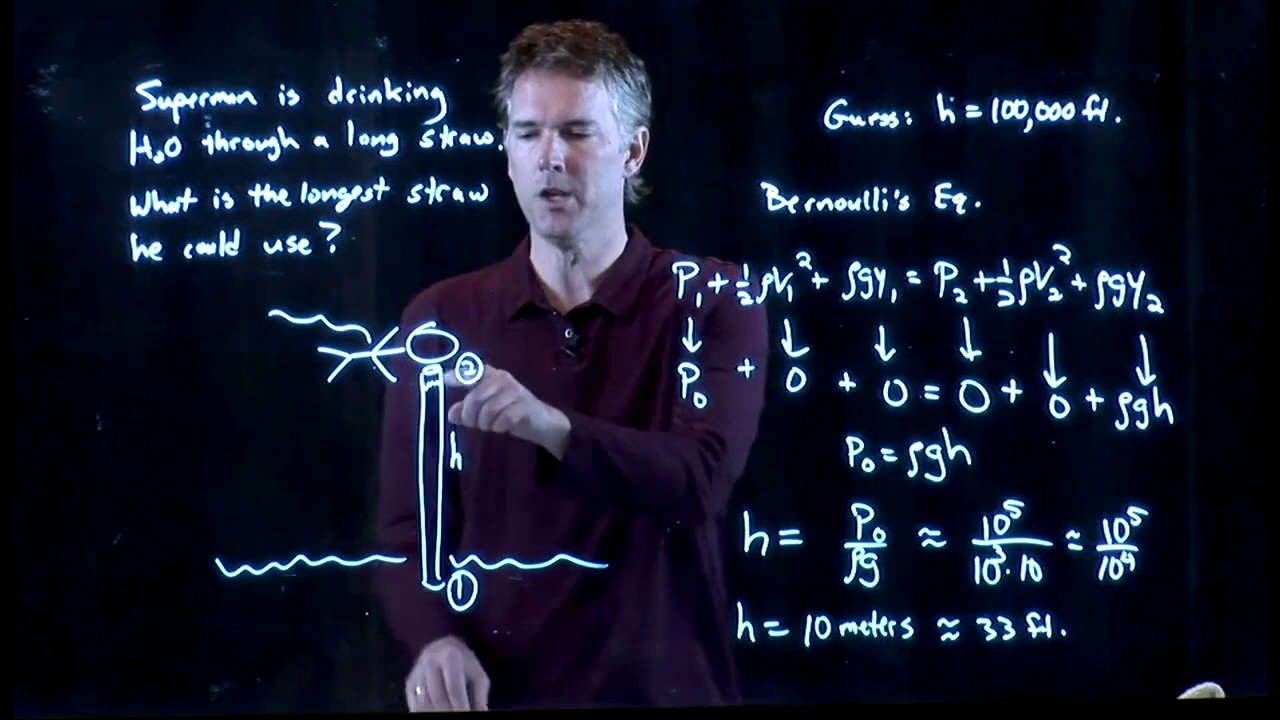 Superman is drinking
H₂O through a long straw.
What is the longest straw
he could use?
②
h
①
Guess: h = 100,000 ft.
Bernoulli's Eq.
P₁ + ½ρV₁² + ρgy₁ = P₂ + ½ρV₂² + ρgy₂
↓ ↓ ↓ ↓ ↓ ↓
P₀ + 0 + 0 = 0 + 0 + ρgh
P₀ = ρgh
h = P₀/ρg ≈ 10⁵/10³·10 ≈ 10⁵/10⁴
h = 10 meters ≈ 33 ft.